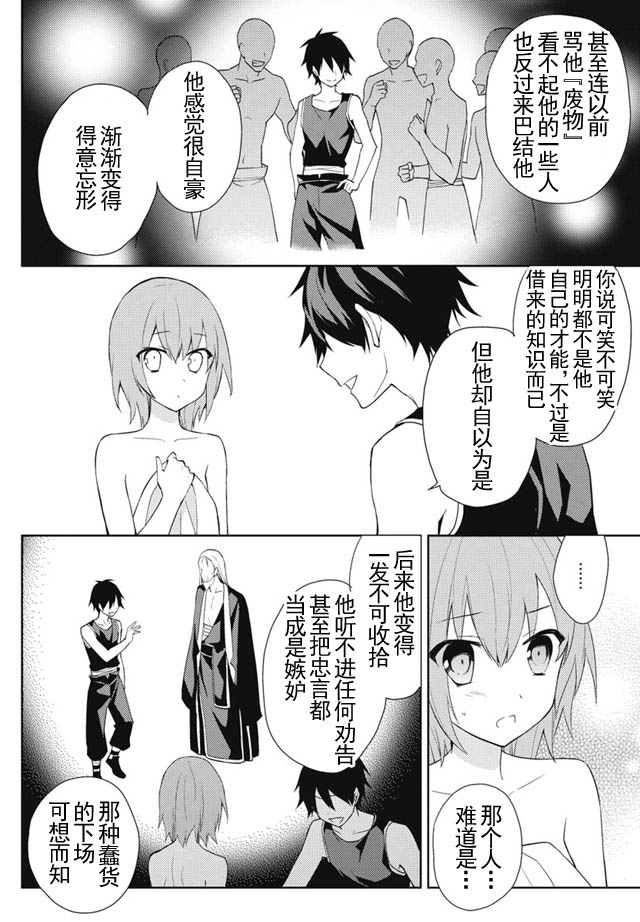 甚至连以前
骂他『废物』
看不起他的一些人
也反过来巴结他
他感觉很自豪
渐渐变得
得意忘形
你说可笑不可笑
明明都不是他
自己的才能，不过是
借来的知识而已
但他却自以为是
……
那个人…
难道是…
后来他变得
一发不可收拾
他听不进任何劝告
甚至把忠言都
当成是嫉妒
那种蠢货
的下场
可想而知